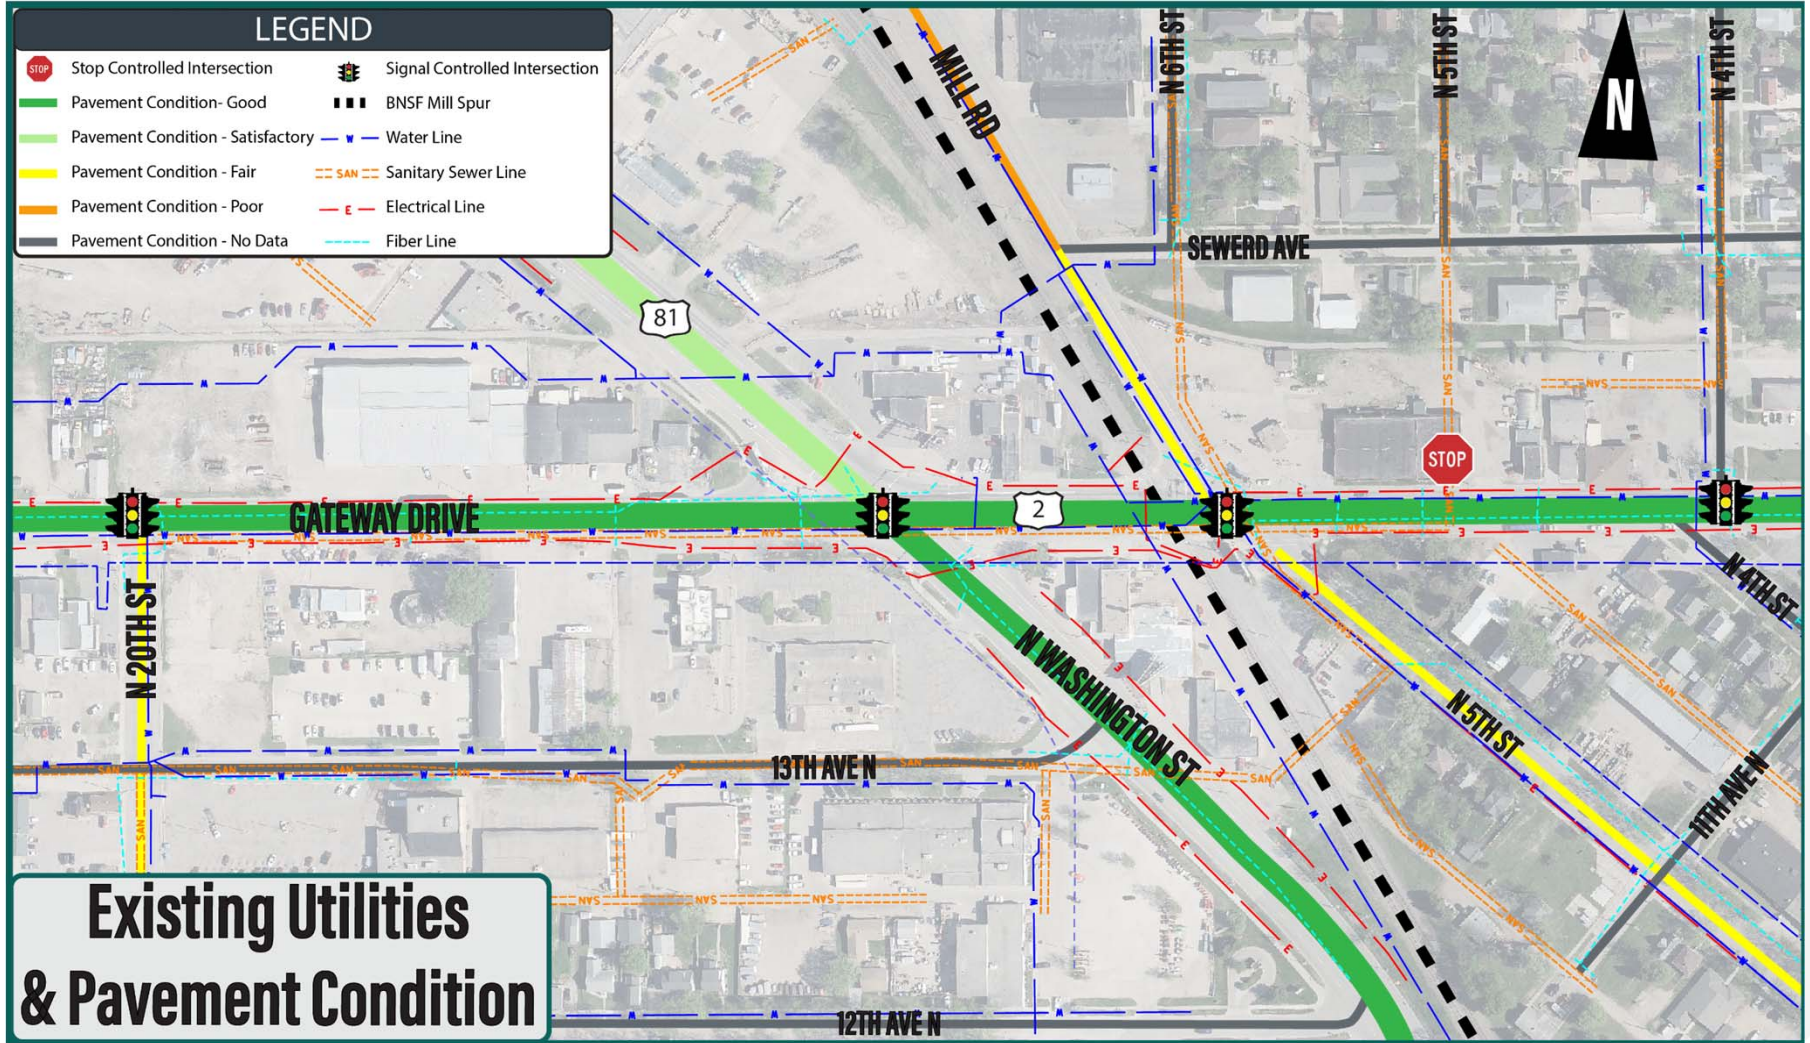 LEGEND
STOP Stop Controlled Intersection
Signal Controlled Intersection
Pavement Condition- Good
BNSF Mill Spur
Pavement Condition - Satisfactory
W Water Line
Pavement Condition - Fair
SAN Sanitary Sewer Line
Pavement Condition - Poor
E Electrical Line
Pavement Condition - No Data
Fiber Line
MILL RD
N 6TH ST
N 5TH ST
N 4TH ST
N
SEWERD AVE
81
STOP
GATEWAY DRIVE
2
N 20TH ST
N WASHINGTON ST
N 4TH ST
N 5TH ST
13TH AVE N
11TH AVE N
12TH AVE N
Existing Utilities
& Pavement Condition